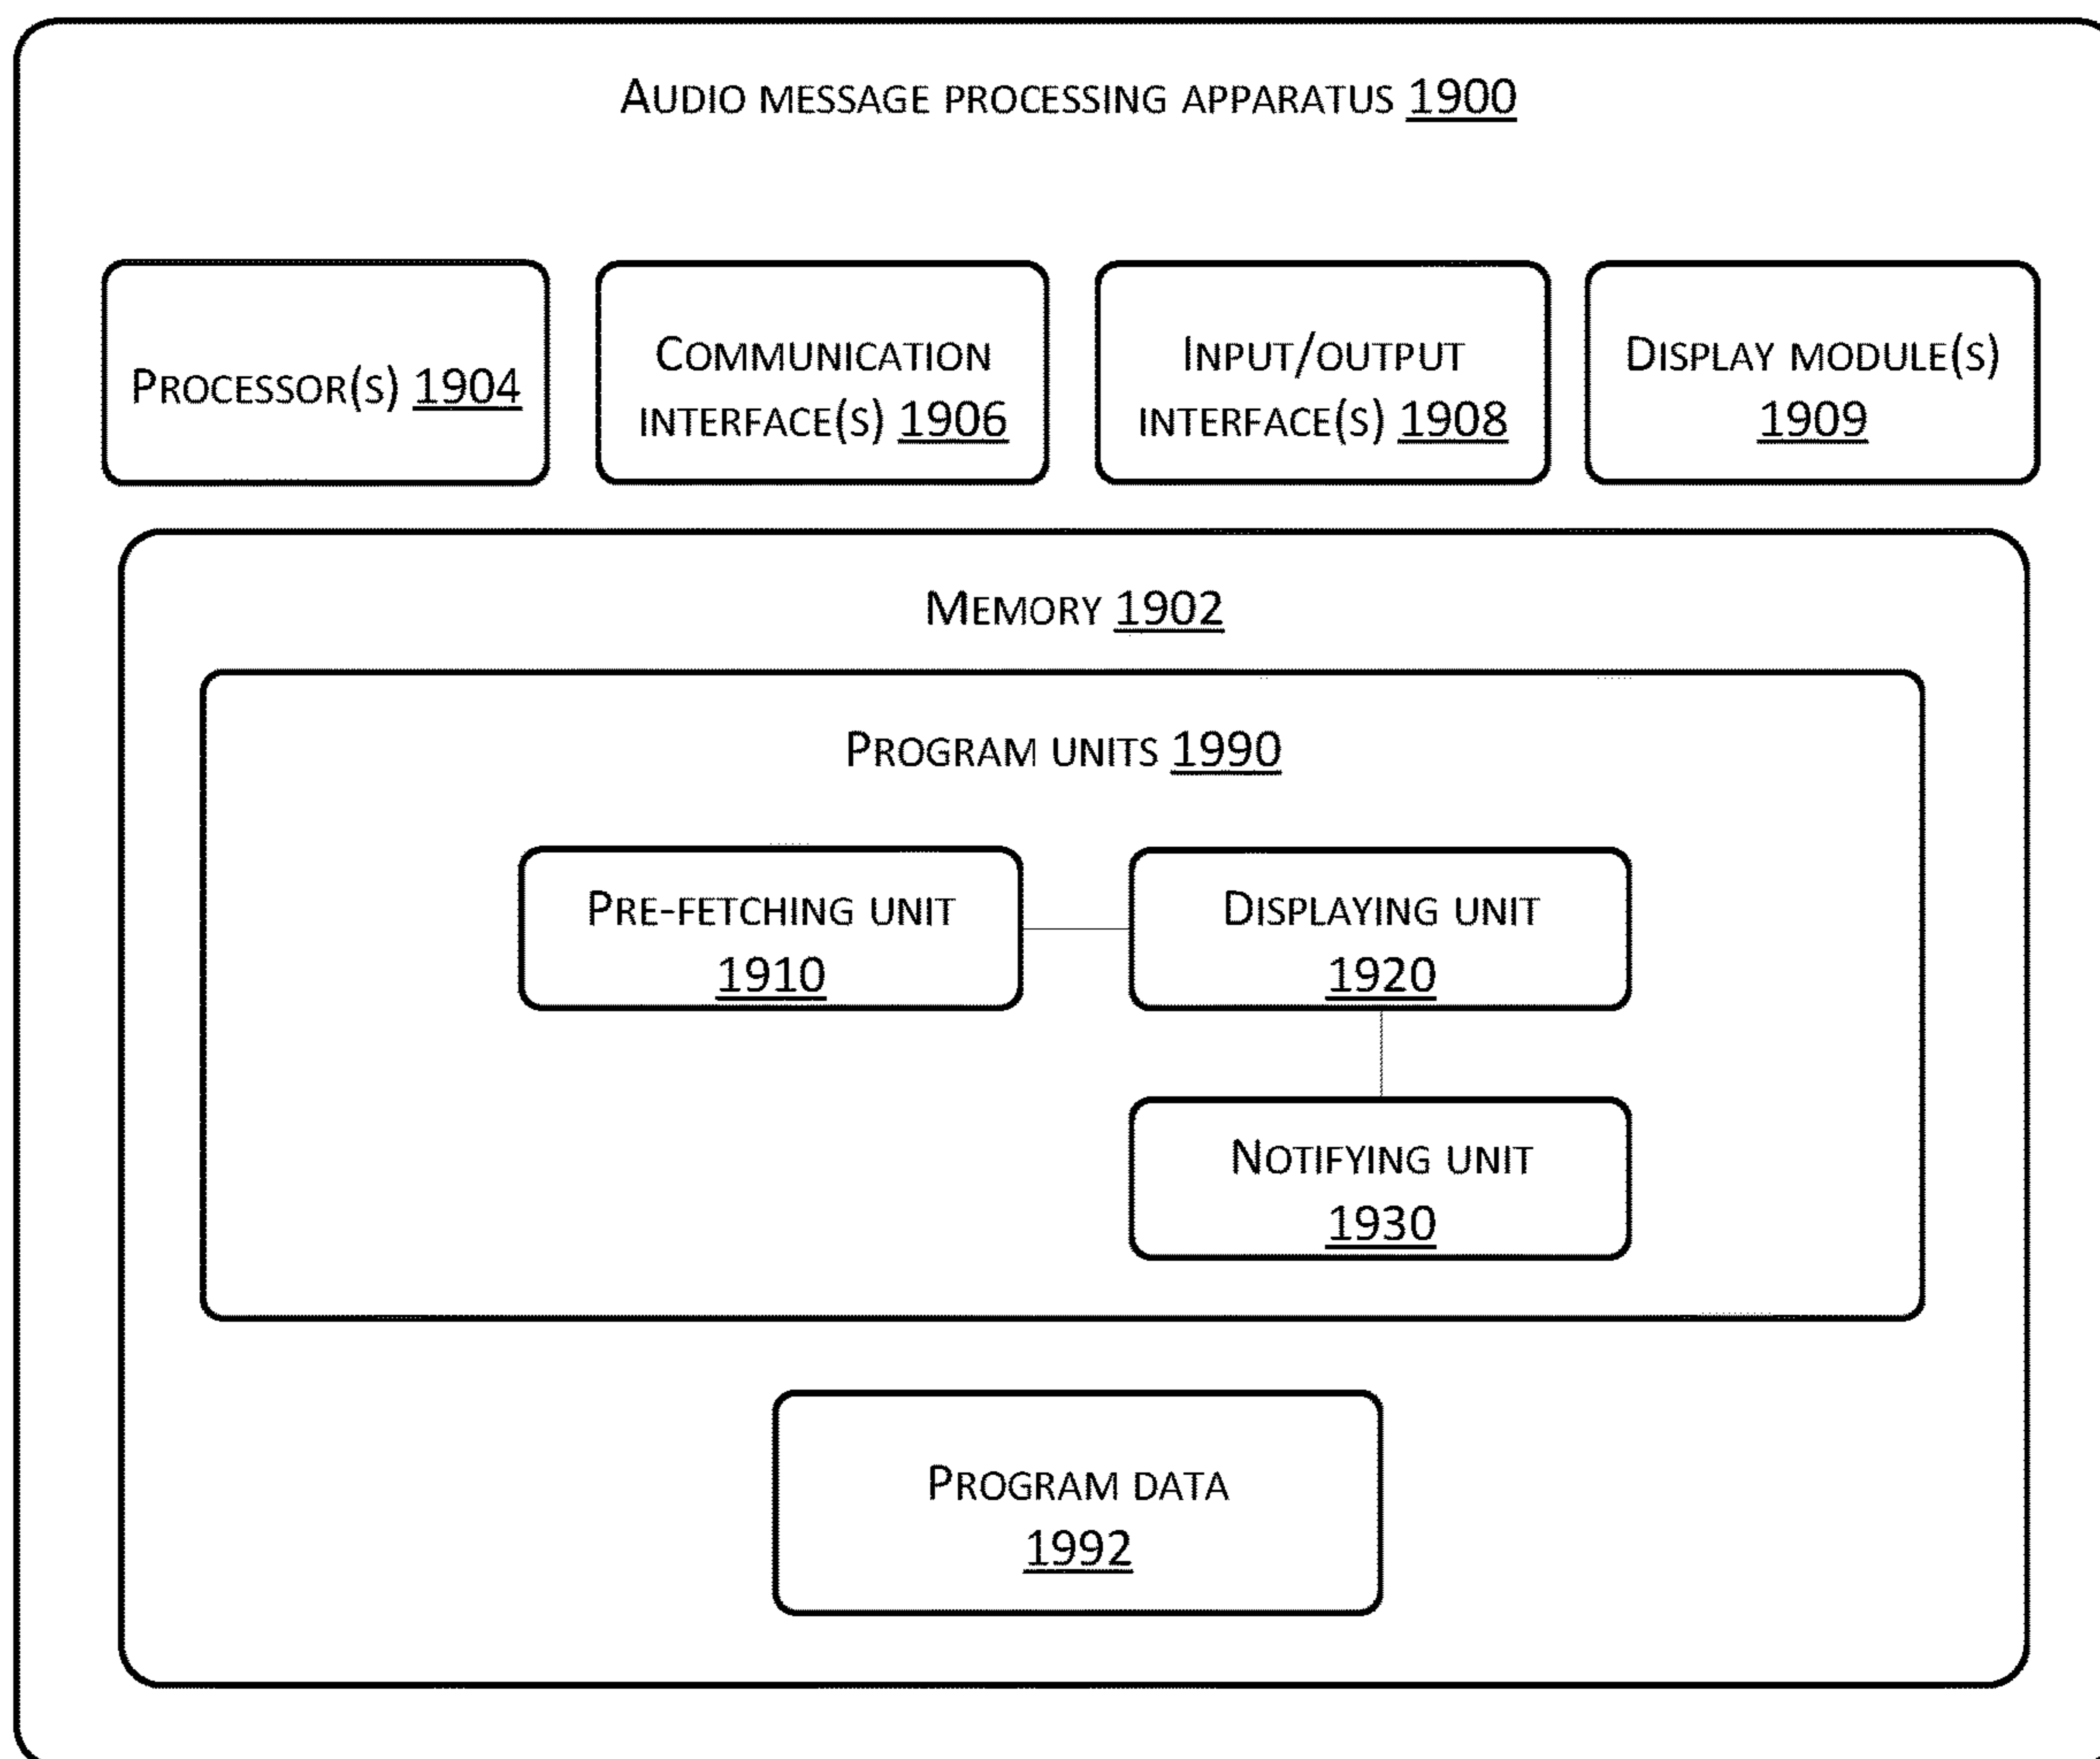 AUDIO MESSAGE PROCESSING APPARATUS 1900
PROCESSOR(S) 1904
COMMUNICATION
INTERFACE(S) 1906
INPUT/OUTPUT
INTERFACE(S) 1908
DISPLAY MODULE(S)
1909
MEMORY 1902
PROGRAM UNITS 1990
PRE-FETCHING UNIT
1910
DISPLAYING UNIT
1920
NOTIFYING UNIT
1930
PROGRAM DATA
1992